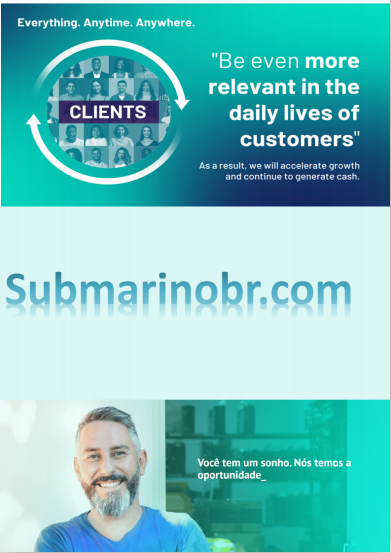 Everything. Anytime. Anywhere.
CLIENTS
"Be even more
relevant in the
daily lives of
customers"
As a result, we will accelerate growth
and continue to generate cash.
Submarinobr.com
Você tem um sonho. Nós temos a
oportunidade_